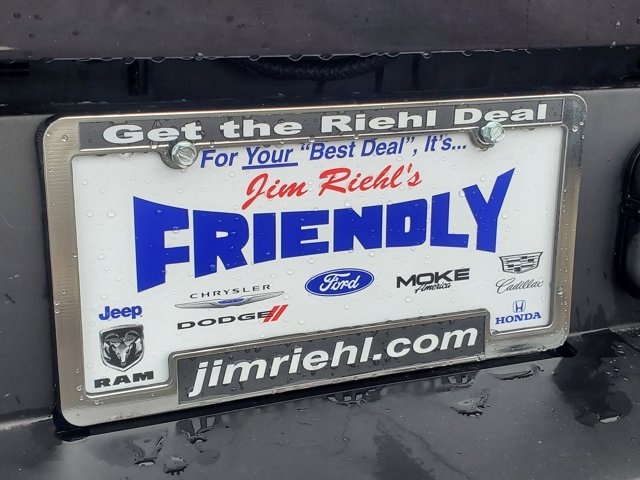 Get the Riehl Deal
For Your "Best Deal", It's...
Jim Riehl's
FRIENDLY
CHRYSLER
Ford
MOKE
America
Cadillac
Jeep
DODGE
HONDA
RAM
jimriehl.com